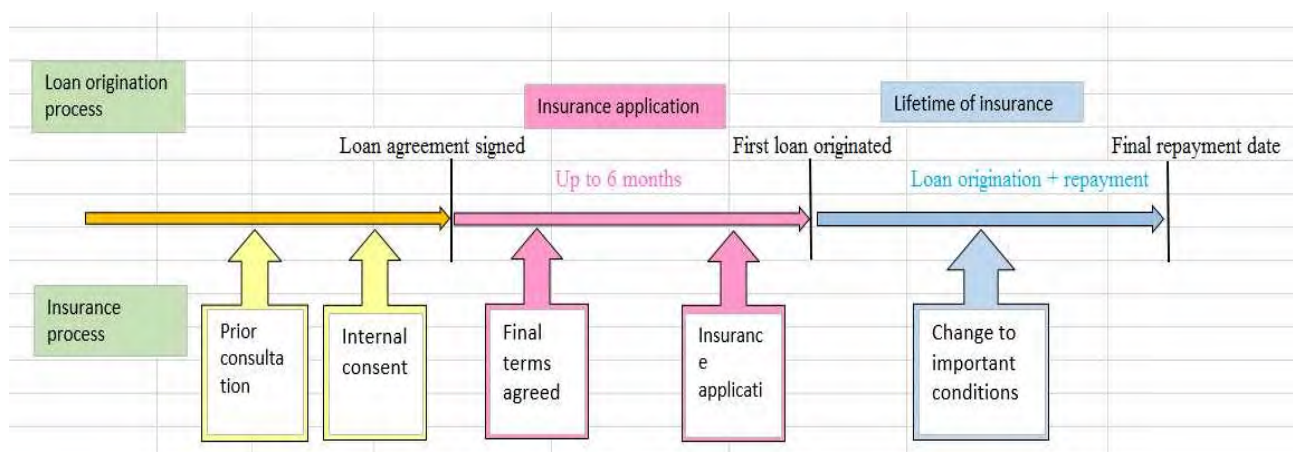 Loan origination
process
Insurance application
Lifetime of insurance
Loan agreement signed
First loan originated
Final repayment date
Up to 6 months
Loan origination + repayment
Insurance
process
Prior
consulta
tion
Internal
consent
Final
terms
agreed
Insuranc
e
applicati
Change to
important
conditions